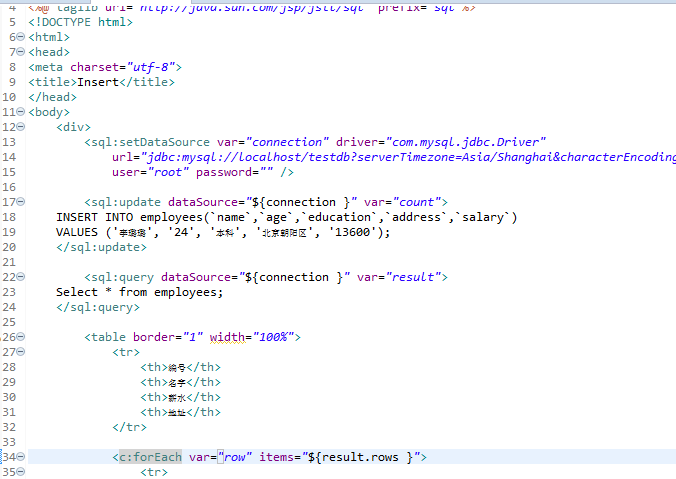 4 <%@ taglib uri="http://java.sun.com/jsp/jstl/sql" prefix="sql"%>
5 <!DOCTYPE html>
6 <html>
7 <head>
8 <meta charset="utf-8">
9 <title>Insert</title>
10 </head>
11 <body>
12 <div>
13 <sql:setDataSource var="connection" driver="com.mysql.jdbc.Driver"
14 url="jdbc:mysql://localhost/testdb?serverTimezone=Asia/Shanghai&characterEncoding
15 user="root" password="" />
16
17 <sql:update dataSource="${connection }" var="count">
18 INSERT INTO employees(`name`,`age`,`education`,`address`,`salary`)
19 VALUES ('李璐璐', '24', '本科', '北京朝阳区', '13600');
20 </sql:update>
21
22 <sql:query dataSource="${connection }" var="result">
23 Select * from employees;
24 </sql:query>
25
26 <table border="1" width="100%">
27 <tr>
28 <th>编号</th>
29 <th>名字</th>
30 <th>薪水</th>
31 <th>地址</th>
32 </tr>
33
34 <c:forEach var="row" items="${result.rows }">
35 <tr>